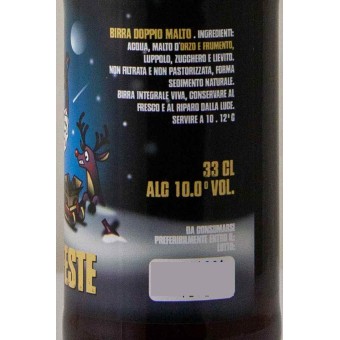 BIRRA DOPPIO MALTO . INGREDIENTI:
ACQUA, MALTO D'ORZO E FRUMENTO,
LUPPOLO, ZUCCHERO E LIEVITO.
NON FILTRATA E NON PASTORIZZATA, FORMA
SEDIMENTO NATURALE.
BIRRA INTEGRALE VIVA, CONSERVARE AL
FRESCO E AL RIPARO DALLA LUCE.
SERVIRE A 10 . 12° C
33 CL
ALC 10.0° VOL.
DA CONSUMARSI
PREFERIBILMENTE ENTRO IL:
LOTTO:
ESTE